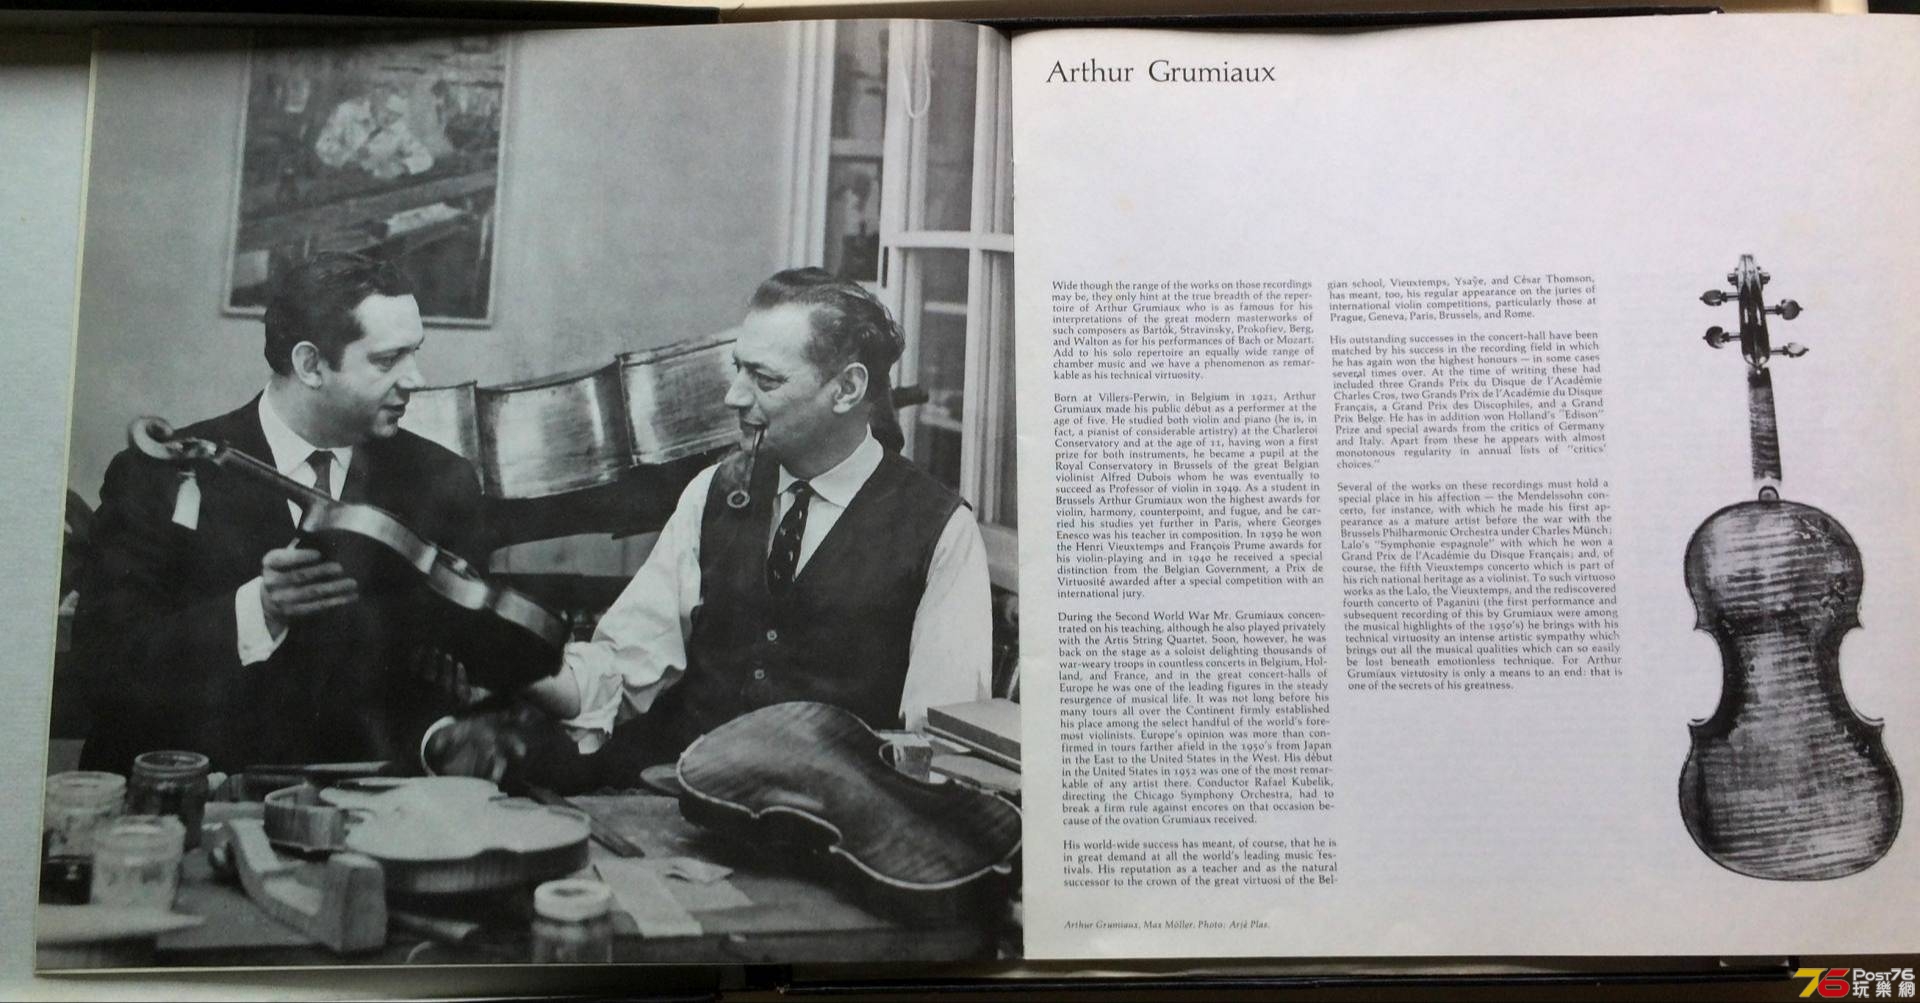 Arthur Grumiaux
Wide though the range of the works on those recordings
may be, they only hint at the true breadth of the reper-
toire of Arthur Grumiaux who is as famous for his
interpretations of the great modern masterworks of
such composers as Bartók, Stravinsky, Prokofiev, Berg,
and Walton as for his performances of Bach or Mozart.
Add to his solo repertoire an equally wide range of
chamber music and we have a phenomenon as remar-
kable as his technical virtuosity.
Born at Villers-Perwin, in Belgium in 1921, Arthur
Grumiaux made his public début as a performer at the
age of five. He studied both violin and piano (he is, in
fact, a pianist of considerable artistry) at the Charleroi
Conservatory and at the age of 11, having won a first
prize for both instruments, he became a pupil at the
Royal Conservatory in Brussels of the great Belgian
violinist Alfred Dubois whom he was eventually to
succeed as Professor of violin in 1949. As a student in
Brussels Arthur Grumiaux won the highest awards for
violin, harmony, counterpoint, and fugue, and he car-
ried his studies yet further in Paris, where Georges
Enesco was his teacher in composition. In 1939 he won
the Henri Vieuxtemps and François Prume awards for
his violin-playing and in 1940 he received a special
distinction from the Belgian Government, a Prix de
Virtuosité awarded after a special competition with an
international jury.
During the Second World War Mr. Grumiaux concen-
trated on his teaching, although he also played privately
with the Artis String Quartet. Soon, however, he was
back on the stage as a soloist delighting thousands of
war-weary troops in countless concerts in Belgium, Hol-
land, and France, and in the great concert-halls of
Europe he was one of the leading figures in the steady
resurgence of musical life. It was not long before his
many tours all over the Continent firmly established
his place among the select handful of the world's fore-
most violinists. Europe's opinion was more than con-
firmed in tours farther afield in the 1950's from Japan
in the East to the United States in the West. His début
in the United States in 1952 was one of the most remar-
kable of any artist there. Conductor Rafael Kubelik,
directing the Chicago Symphony Orchestra, had to
break a firm rule against encores on that occasion be-
cause of the ovation Grumiaux received.
His world-wide success has meant, of course, that he is
in great demand at all the world's leading music fes-
tivals. His reputation as a teacher and as the natural
successor to the crown of the great virtuosi of the Bel-
gian school, Vieuxtemps, Ysaÿe, and César Thomson,
has meant, too, his regular appearance on the juries of
international violin competitions, particularly those at
Prague, Geneva, Paris, Brussels, and Rome.
His outstanding successes in the concert-hall have been
matched by his success in the recording field in which
he has again won the highest honours — in some cases
several times over. At the time of writing these had
included three Grands Prix du Disque de l'Académie
Charles Cros, two Grands Prix de l'Académie du Disque
Français, a Grand Prix des Discophiles, and a Grand
Prix Belge. He has in addition won Holland's "Edison"
Prize and special awards from the critics of Germany
and Italy. Apart from these he appears with almost
monotonous regularity in annual lists of "critics'
choices."
Several of the works on these recordings must hold a
special place in his affection — the Mendelssohn con-
certo, for instance, with which he made his first ap-
pearance as a mature artist before the war with the
Brussels Philharmonic Orchestra under Charles Münch;
Lalo's "Symphonie espagnole" with which he won a
Grand Prix de l'Académie du Disque Français; and, of
course, the fifth Vieuxtemps concerto which is part of
his rich national heritage as a violinist. To such virtuoso
works as the Lalo, the Vieuxtemps, and the rediscovered
fourth concerto of Paganini (the first performance and
subsequent recording of this by Grumiaux were among
the musical highlights of the 1950's) he brings with his
technical virtuosity an intense artistic sympathy which
brings out all the musical qualities which can so easily
be lost beneath emotionless technique. For Arthur
Grumiaux virtuosity is only a means to an end: that is
one of the secrets of his greatness.
Arthur Grumiaux, Max Möller. Photo: Arjé Plas.
76 Post76
玩樂網